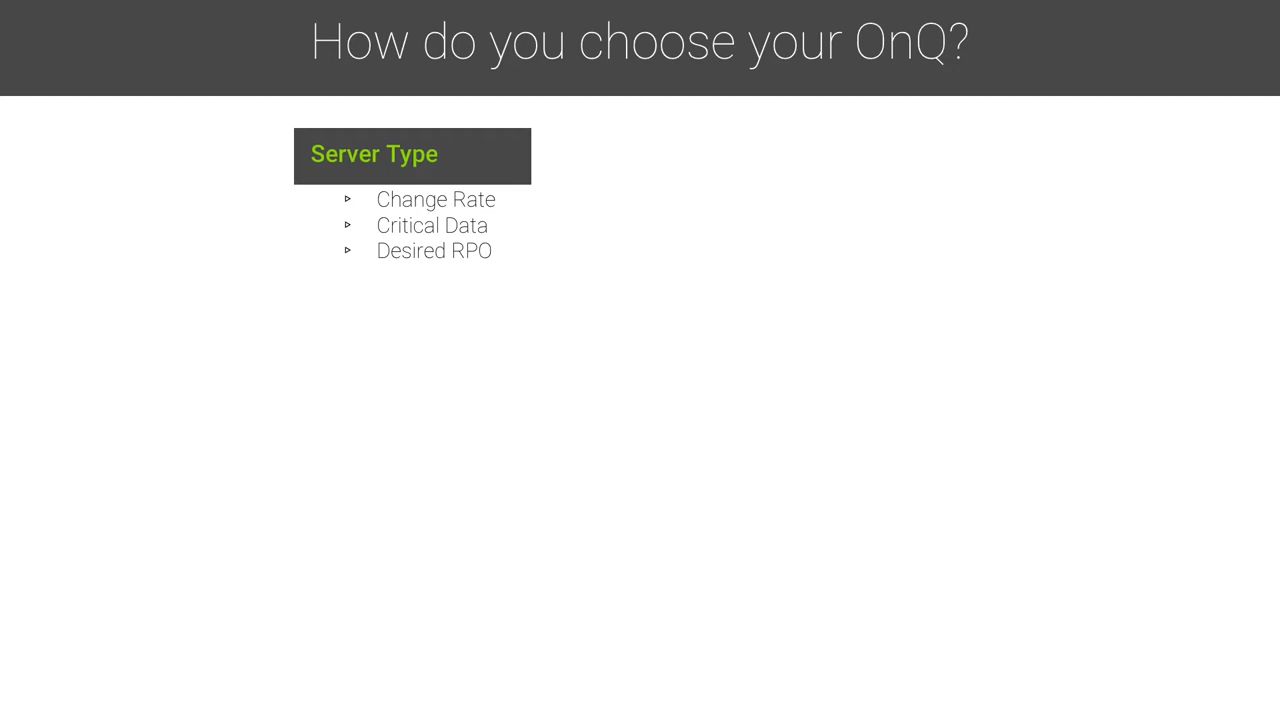 How do you choose your OnQ?
Server Type
Change Rate
Critical Data
Desired RPO